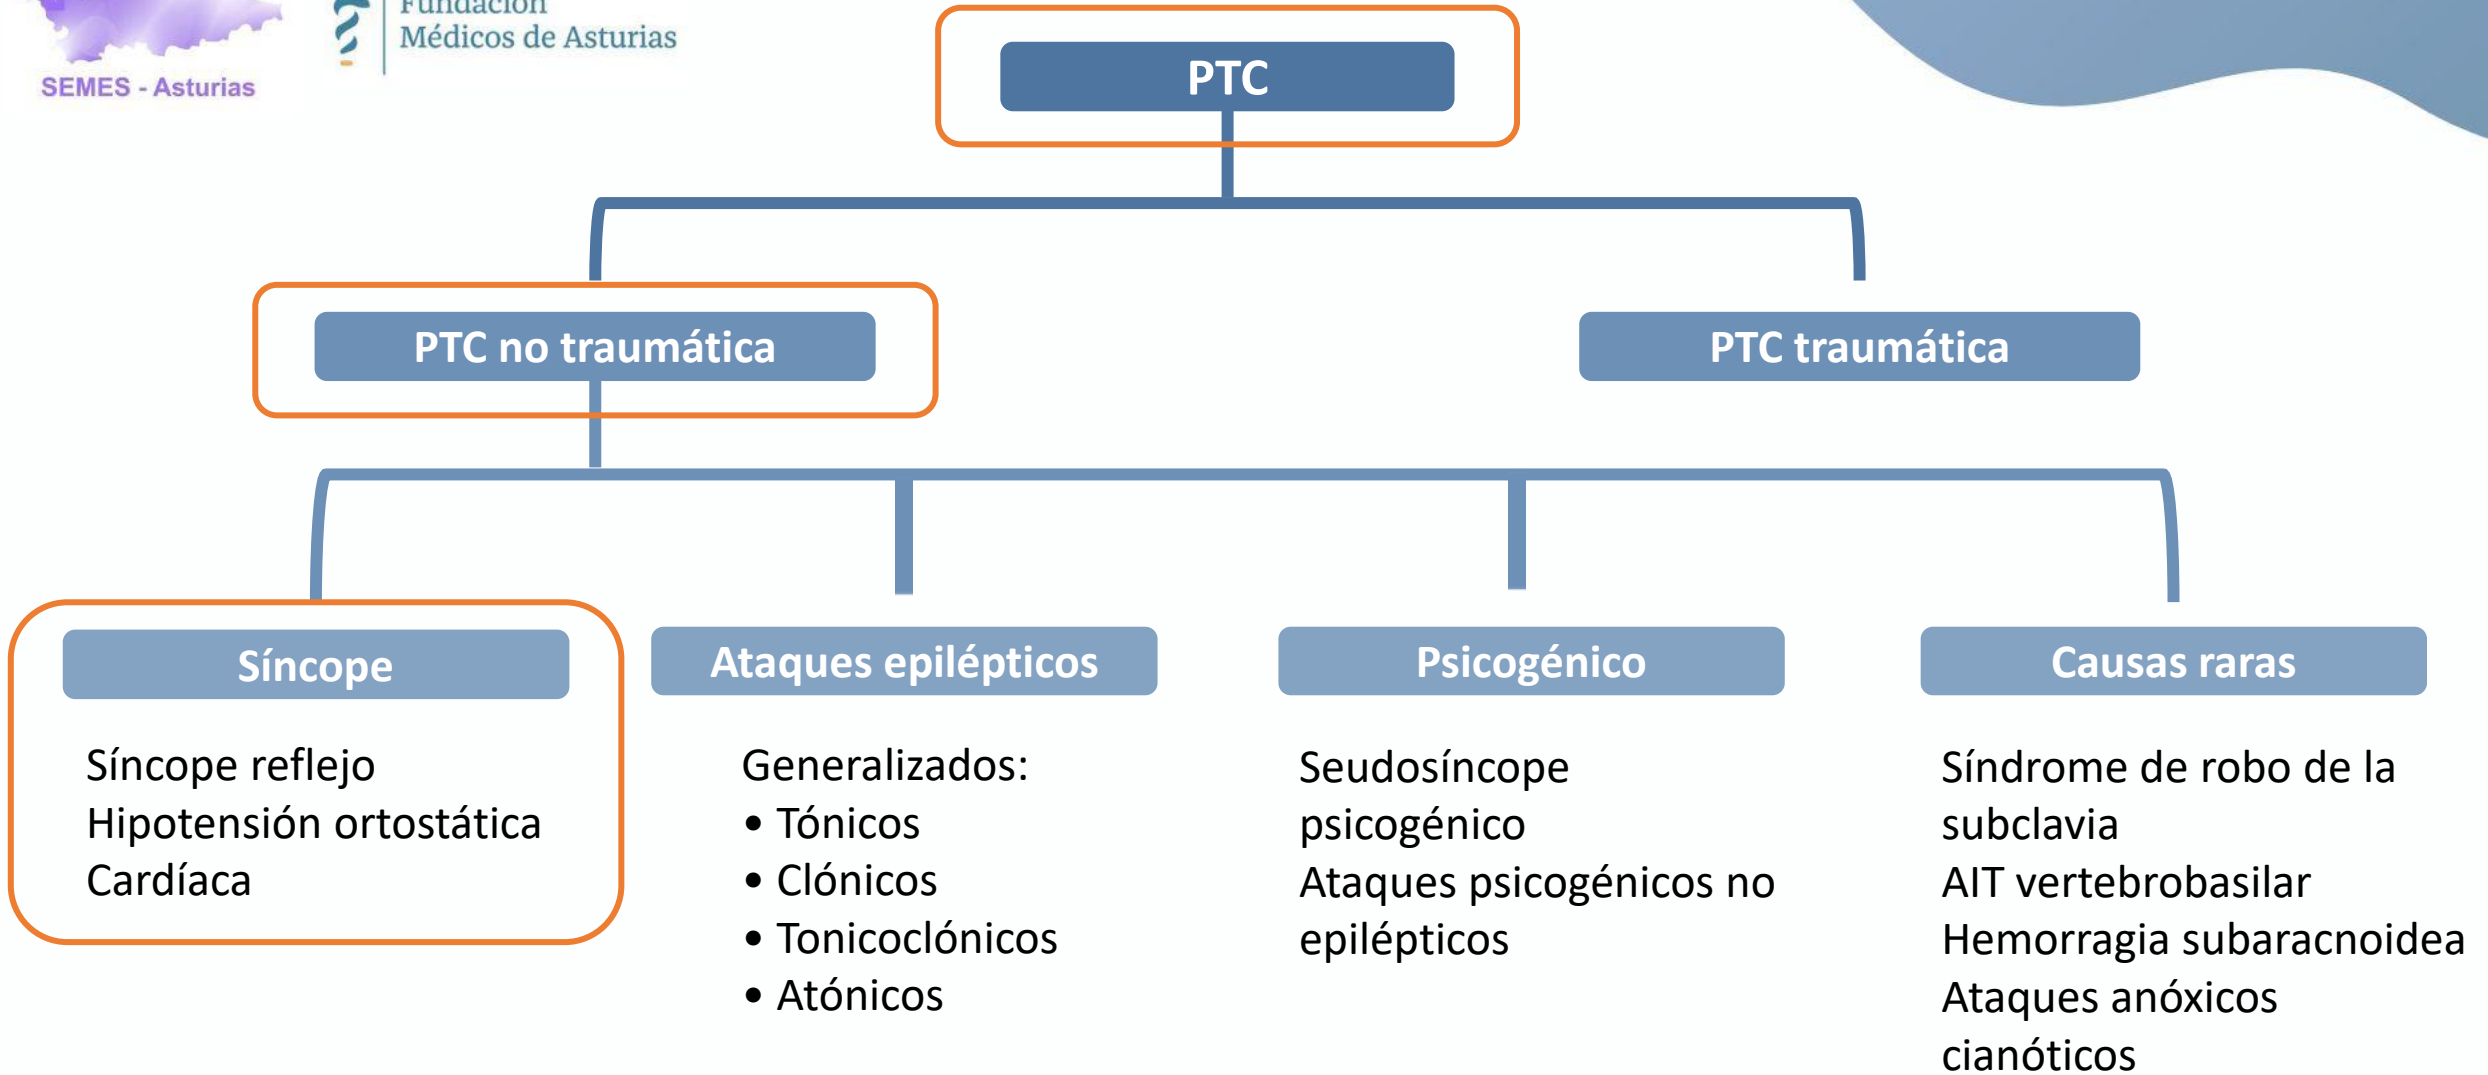 Fundación
Médicos de Asturias
SEMES - Asturias
PTC
PTC no traumática
PTC traumática
Síncope
Síncope reflejo
Hipotensión ortostática
Cardíaca
Ataques epilépticos
Generalizados:
• Tónicos
• Clónicos
• Tonicoclónicos
• Atónicos
Psicogénico
Seudosíncope
psicogénico
Ataques psicogénicos no
epilépticos
Causas raras
Síndrome de robo de la
subclavia
AIT vertebrobasilar
Hemorragia subaracnoidea
Ataques anóxicos
cianóticos